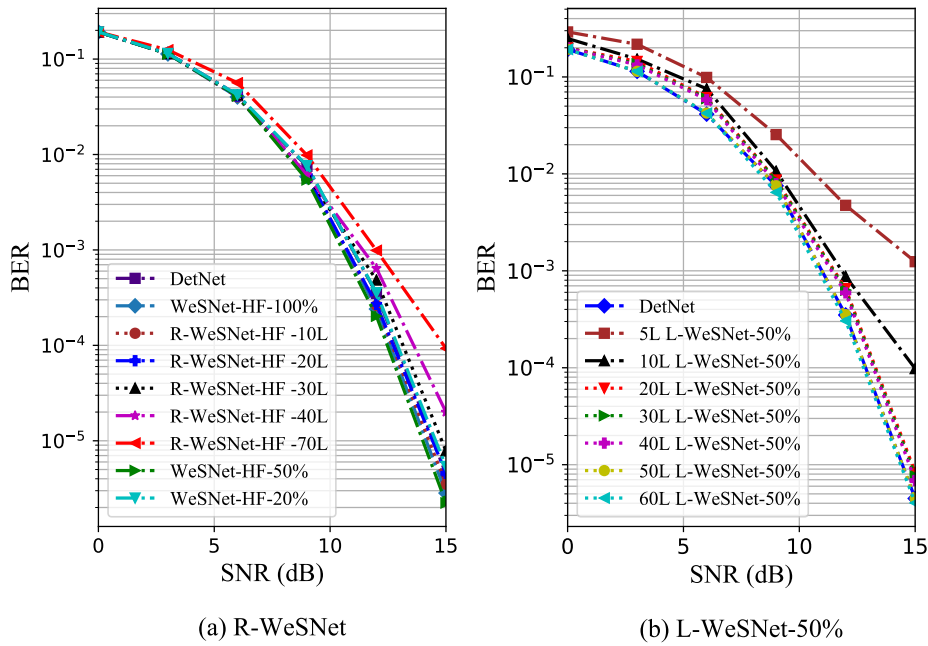 10⁻¹
10⁻²
10⁻³
10⁻⁴
10⁻⁵
BER
DetNet
WeSNet-HF-100%
R-WeSNet-HF -10L
R-WeSNet-HF -20L
R-WeSNet-HF -30L
R-WeSNet-HF -40L
R-WeSNet-HF -70L
WeSNet-HF-50%
WeSNet-HF-20%
0 5 10 15
SNR (dB)
(a) R-WeSNet
10⁻¹
10⁻²
10⁻³
10⁻⁴
10⁻⁵
BER
DetNet
5L L-WeSNet-50%
10L L-WeSNet-50%
20L L-WeSNet-50%
30L L-WeSNet-50%
40L L-WeSNet-50%
50L L-WeSNet-50%
60L L-WeSNet-50%
0 5 10 15
SNR (dB)
(b) L-WeSNet-50%